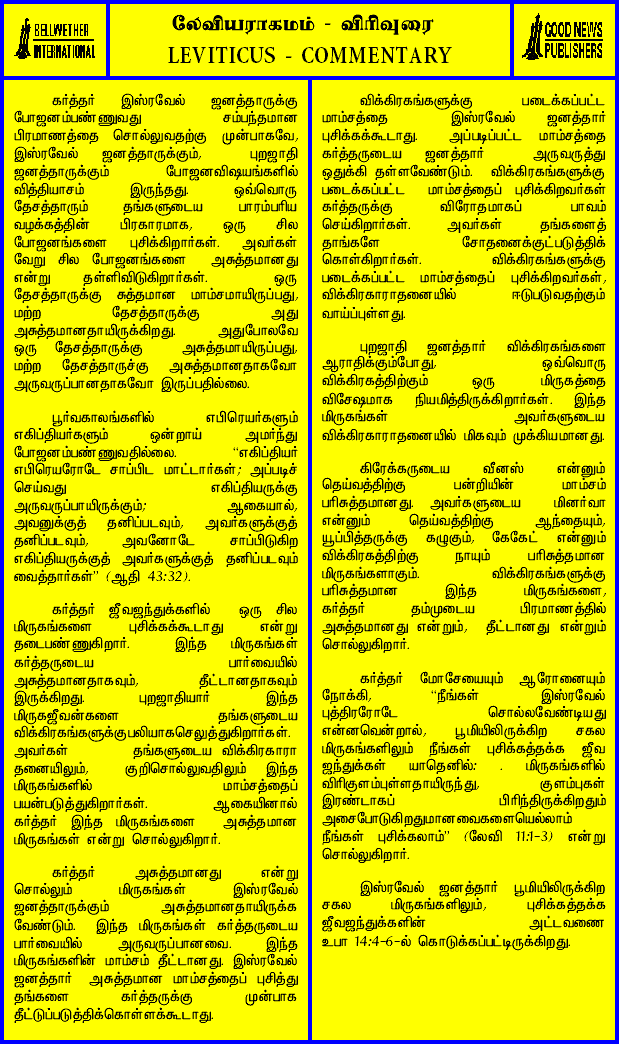 BELLWETHER
INTERNATIONAL
லேவியராகமம் - விரிவுரை
LEVITICUS - COMMENTARY
GOOD NEWS
PUBLISHERS
கர்த்தர் இஸ்ரவேல் ஜனத்தாருக்கு
போஜனம்பண்ணுவது சம்பந்தமான
பிரமாணத்தை சொல்லுவதற்கு முன்பாகவே,
இஸ்ரவேல் ஜனத்தாருக்கும், புறஜாதி
ஜனத்தாருக்கும் போஜனவிஷயங்களில்
வித்தியாசம் இருந்தது. ஒவ்வொரு
தேசத்தாரும் தங்களுடைய பாரம்பரிய
வழக்கத்தின் பிரகாரமாக, ஒரு சில
போஜனங்களை புசிக்கிறார்கள். அவர்கள்
வேறு சில போஜனங்களை அசுத்தமானது
என்று தள்ளிவிடுகிறார்கள். ஒரு
தேசத்தாருக்கு சுத்தமான மாம்சமாயிருப்பது,
மற்ற தேசத்தாருக்கு அது
அசுத்தமானதாயிருக்கிறது. அதுபோலவே
ஒரு தேசத்தாருக்கு அசுத்தமாயிருப்பது,
மற்ற தேசத்தாருச்கு அசுத்தமானதாகவோ
அருவருப்பானதாகவோ இருப்பதில்லை.
பூர்வகாலங்களில் எபிரெயர்களும்
எகிப்தியர்களும் ஒன்றாய் அமர்ந்து
போஜனம்பண்ணுவதில்லை. "எகிப்தியர்
எபிரெயரோடே சாப்பிட மாட்டார்கள்; அப்படிச்
செய்வது எகிப்தியருக்கு
அருவருப்பாயிருக்கும்; ஆகையால்,
அவனுக்குத் தனிப்படவும், அவர்களுக்குத்
தனிப்படவும், அவனோடே சாப்பிடுகிற
எகிப்தியருக்குத் அவர்களுக்குத் தனிப்படவும்
வைத்தார்கள்" (ஆதி 43:32).
கர்த்தர் ஜீவஜந்துக்களில் ஒரு சில
மிருகங்களை புசிக்கக்கூடாது என்று
தடைபண்ணுகிறார். இந்த மிருகங்கள்
கர்த்தருடைய பார்வையில்
அசுத்தமானதாகவும், தீட்டானதாகவும்
இருக்கிறது. புறஜாதியார் இந்த
மிருகஜீவன்களை தங்களுடைய
விக்கிரகங்களுக்குபலியாகசெலுத்துகிறார்கள்.
அவர்கள் தங்களுடைய விக்கிரகாரா
தனையிலும், குறிசொல்லுவதிலும் இந்த
மிருகங்களில் மாம்சத்தைப்
பயன்படுத்துகிறார்கள். ஆகையினால்
கர்த்தர் இந்த மிருகங்களை அசுத்தமான
மிருகங்கள் என்று சொல்லுகிறார்.
கர்த்தர் அசுத்தமானது என்று
சொல்லும் மிருகங்கள் இஸ்ரவேல்
ஜனத்தாருக்கும் அசுத்தமானதாயிருக்க
வேண்டும். இந்த மிருகங்கள் கர்த்தருடைய
பார்வையில் அருவருப்பானவை. இந்த
மிருகங்களின் மாம்சம் தீட்டானது. இஸ்ரவேல்
ஜனத்தார் அசுத்தமான மாம்சத்தைப் புசித்து
தங்களை கர்த்தருக்கு முன்பாக
தீட்டுப்படுத்திக்கொள்ளக்கூடாது.
விக்கிரகங்களுக்கு படைக்கப்பட்ட
மாம்சத்தை இஸ்ரவேல் ஜனத்தார்
புசிக்கக்கூடாது. அப்படிப்பட்ட மாம்சத்தை
கர்த்தருடைய ஜனத்தார் அருவருத்து
ஒதுக்கி தள்ளவேண்டும். விக்கிரகங்களுக்கு
படைக்கப்பட்ட மாம்சத்தைப் புசிக்கிறவர்கள்
கர்த்தருக்கு விரோதமாகப் பாவம்
செய்கிறார்கள். அவர்கள் தங்களைத்
தாங்களே சோதனைக்குட்படுத்திக்
கொள்கிறார்கள். விக்கிரகங்களுக்கு
படைக்கப்பட்ட மாம்சத்தைப் புசிக்கிறவர்கள்,
விக்கிரகாராதனையில் ஈடுபடுவதற்கும்
வாய்ப்புள்ளது.
புறஜாதி ஜனத்தார் விக்கிரகங்களை
ஆராதிக்கும்போது, ஒவ்வொரு
விக்கிரகத்திற்கும் ஒரு மிருகத்தை
விசேஷமாக நியமித்திருக்கிறார்கள். இந்த
மிருகங்கள் அவர்களுடைய
விக்கிரகாராதனையில் மிகவும் முக்கியமானது.
கிரேக்கருடைய வீனஸ் என்னும்
தெய்வத்திற்கு பன்றியின் மாம்சம்
பரிசுத்தமானது. அவர்களுடைய மினர்வா
என்னும் தெய்வத்திற்கு ஆந்தையும்,
யூப்பித்தருக்கு கழுகும், கேகேட் என்னும்
விக்கிரகத்திற்கு நாயும் பரிசுத்தமான
மிருகங்களாகும். விக்கிரகங்களுக்கு
பரிசுத்தமான இந்த மிருகங்களை,
கர்த்தர் தம்முடைய பிரமாணத்தில்
அசுத்தமானது என்றும், தீட்டானது என்றும்
சொல்லுகிறார்.
கர்த்தர் மோசேயையும் ஆரோனையும்
நோக்கி, "நீங்கள் இஸ்ரவேல்
புத்திரரோடே சொல்லவேண்டியது
என்னவென்றால், பூமியிலிருக்கிற சகல
மிருகங்களிலும் நீங்கள் புசிக்கத்தக்க ஜீவ
ஜந்துக்கள் யாதெனில்: . மிருகங்களில்
விரிகுளம்புள்ளதாயிருந்து, குளம்புகள்
இரண்டாகப் பிரிந்திருக்கிறதும்
அசைபோடுகிறதுமானவைகளையெல்லாம்
நீங்கள் புசிக்கலாம்" (லேவி 11:1-3) என்று
சொல்லுகிறார்.
இஸ்ரவேல் ஜனத்தார் பூமியிலிருக்கிற
சகல மிருகங்களிலும், புசிக்கத்தக்க
ஜீவஜந்துக்களின் அட்டவணை
உபா 14:4-6-ல் கொடுக்கப்பட்டிருக்கிறது.